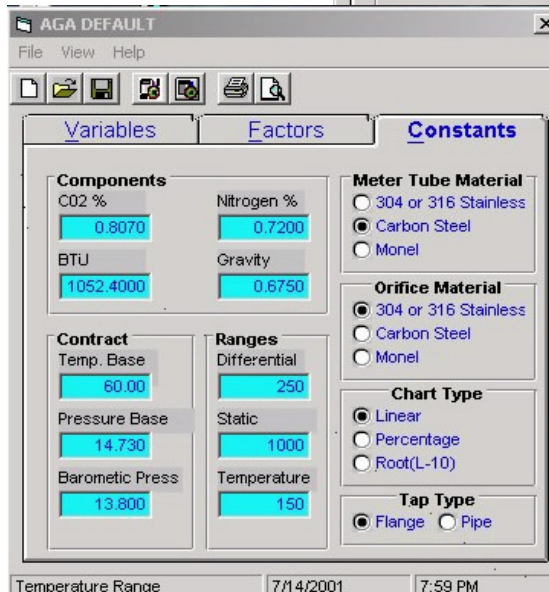 AGA DEFAULT
File View Help
Variables Factors Constants
Components
C02 % Nitrogen %
0.8070 0.7200
BTU Gravity
1052.4000 0.6750
Contract
Temp. Base
60.00
Pressure Base
14.730
Barometic Press
13.800
Ranges
Differential
250
Static
1000
Temperature
150
Meter Tube Material
304 or 316 Stainless
Carbon Steel
Monel
Orifice Material
304 or 316 Stainless
Carbon Steel
Monel
Chart Type
Linear
Percentage
Root(L-10)
Tap Type
Flange Pipe
Temperature Range 7/14/2001 7:59 PM